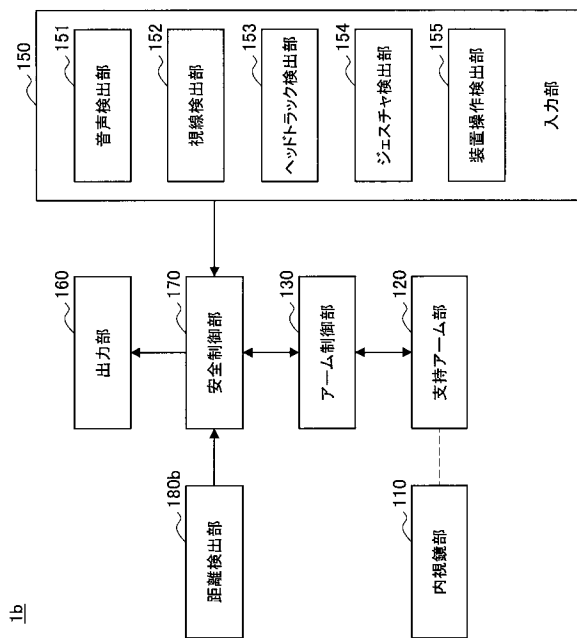 1b
160
出力部
180b
距離検出部
170
安全制御部
130
アーム制御部
110
内視鏡部
120
支持アーム部
150
151
音声検出部
152
視線検出部
153
ヘッドトラック検出部
154
ジェスチャ検出部
155
装置操作検出部
入力部